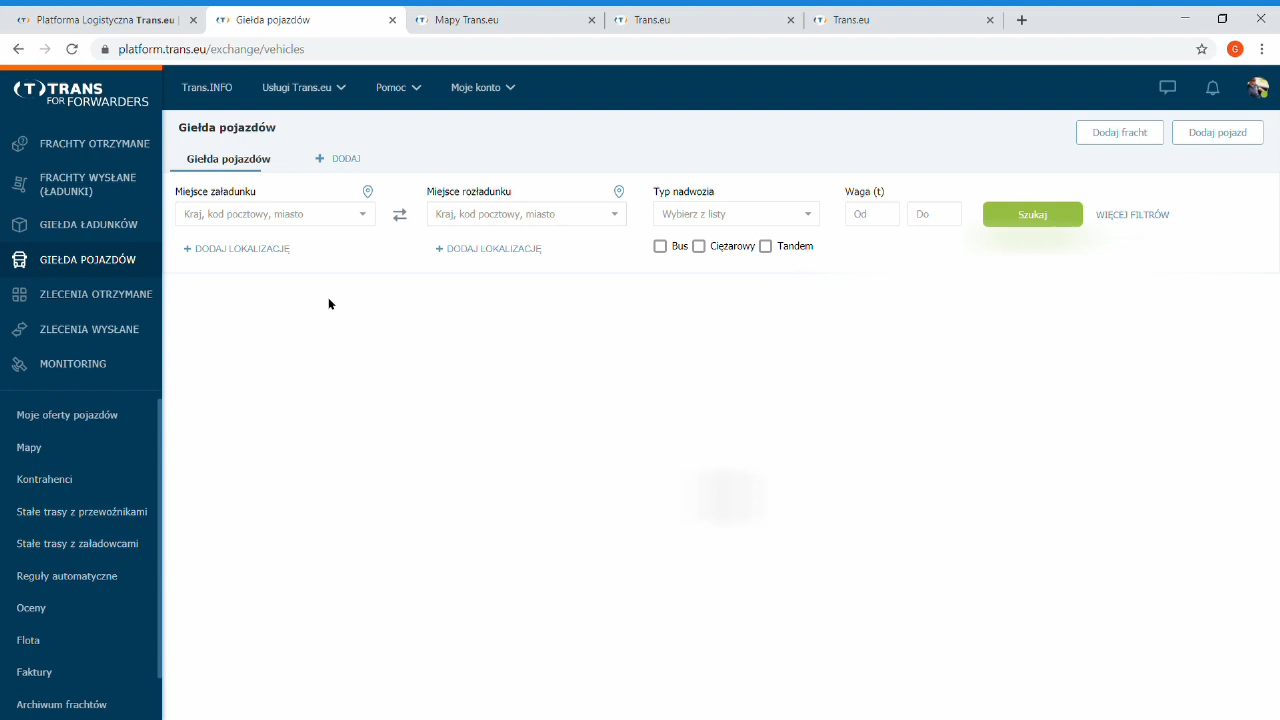 Platforma Logistyczna Trans.eu |
Giełda pojazdów
Mapy Trans.eu
Trans.eu
Trans.eu
platform.trans.eu/exchange/vehicles
G
(T) TRANS
FOR FORWARDERS
Trans.INFO
Usługi Trans.eu
Pomoc
Moje konto
FRACHTY OTRZYMANE
FRACHTY WYSŁANE
(ŁADUNKI)
GIEŁDA ŁADUNKÓW
GIEŁDA POJAZDÓW
ZLECENIA OTRZYMANE
ZLECENIA WYSŁANE
MONITORING
Moje oferty pojazdów
Mapy
Kontrahenci
Stałe trasy z przewoźnikami
Stałe trasy z załadowcami
Reguły automatyczne
Oceny
Flota
Faktury
Archiwum frachtów
Giełda pojazdów
Dodaj fracht
Dodaj pojazd
Giełda pojazdów
+ DODAJ
Miejsce załadunku
Miejsce rozładunku
Typ nadwozia
Waga (t)
Kraj, kod pocztowy, miasto
Kraj, kod pocztowy, miasto
Wybierz z listy
Od
Do
Szukaj
WIĘCEJ FILTRÓW
+ DODAJ LOKALIZACJĘ
+ DODAJ LOKALIZACJĘ
Bus
Ciężarowy
Tandem